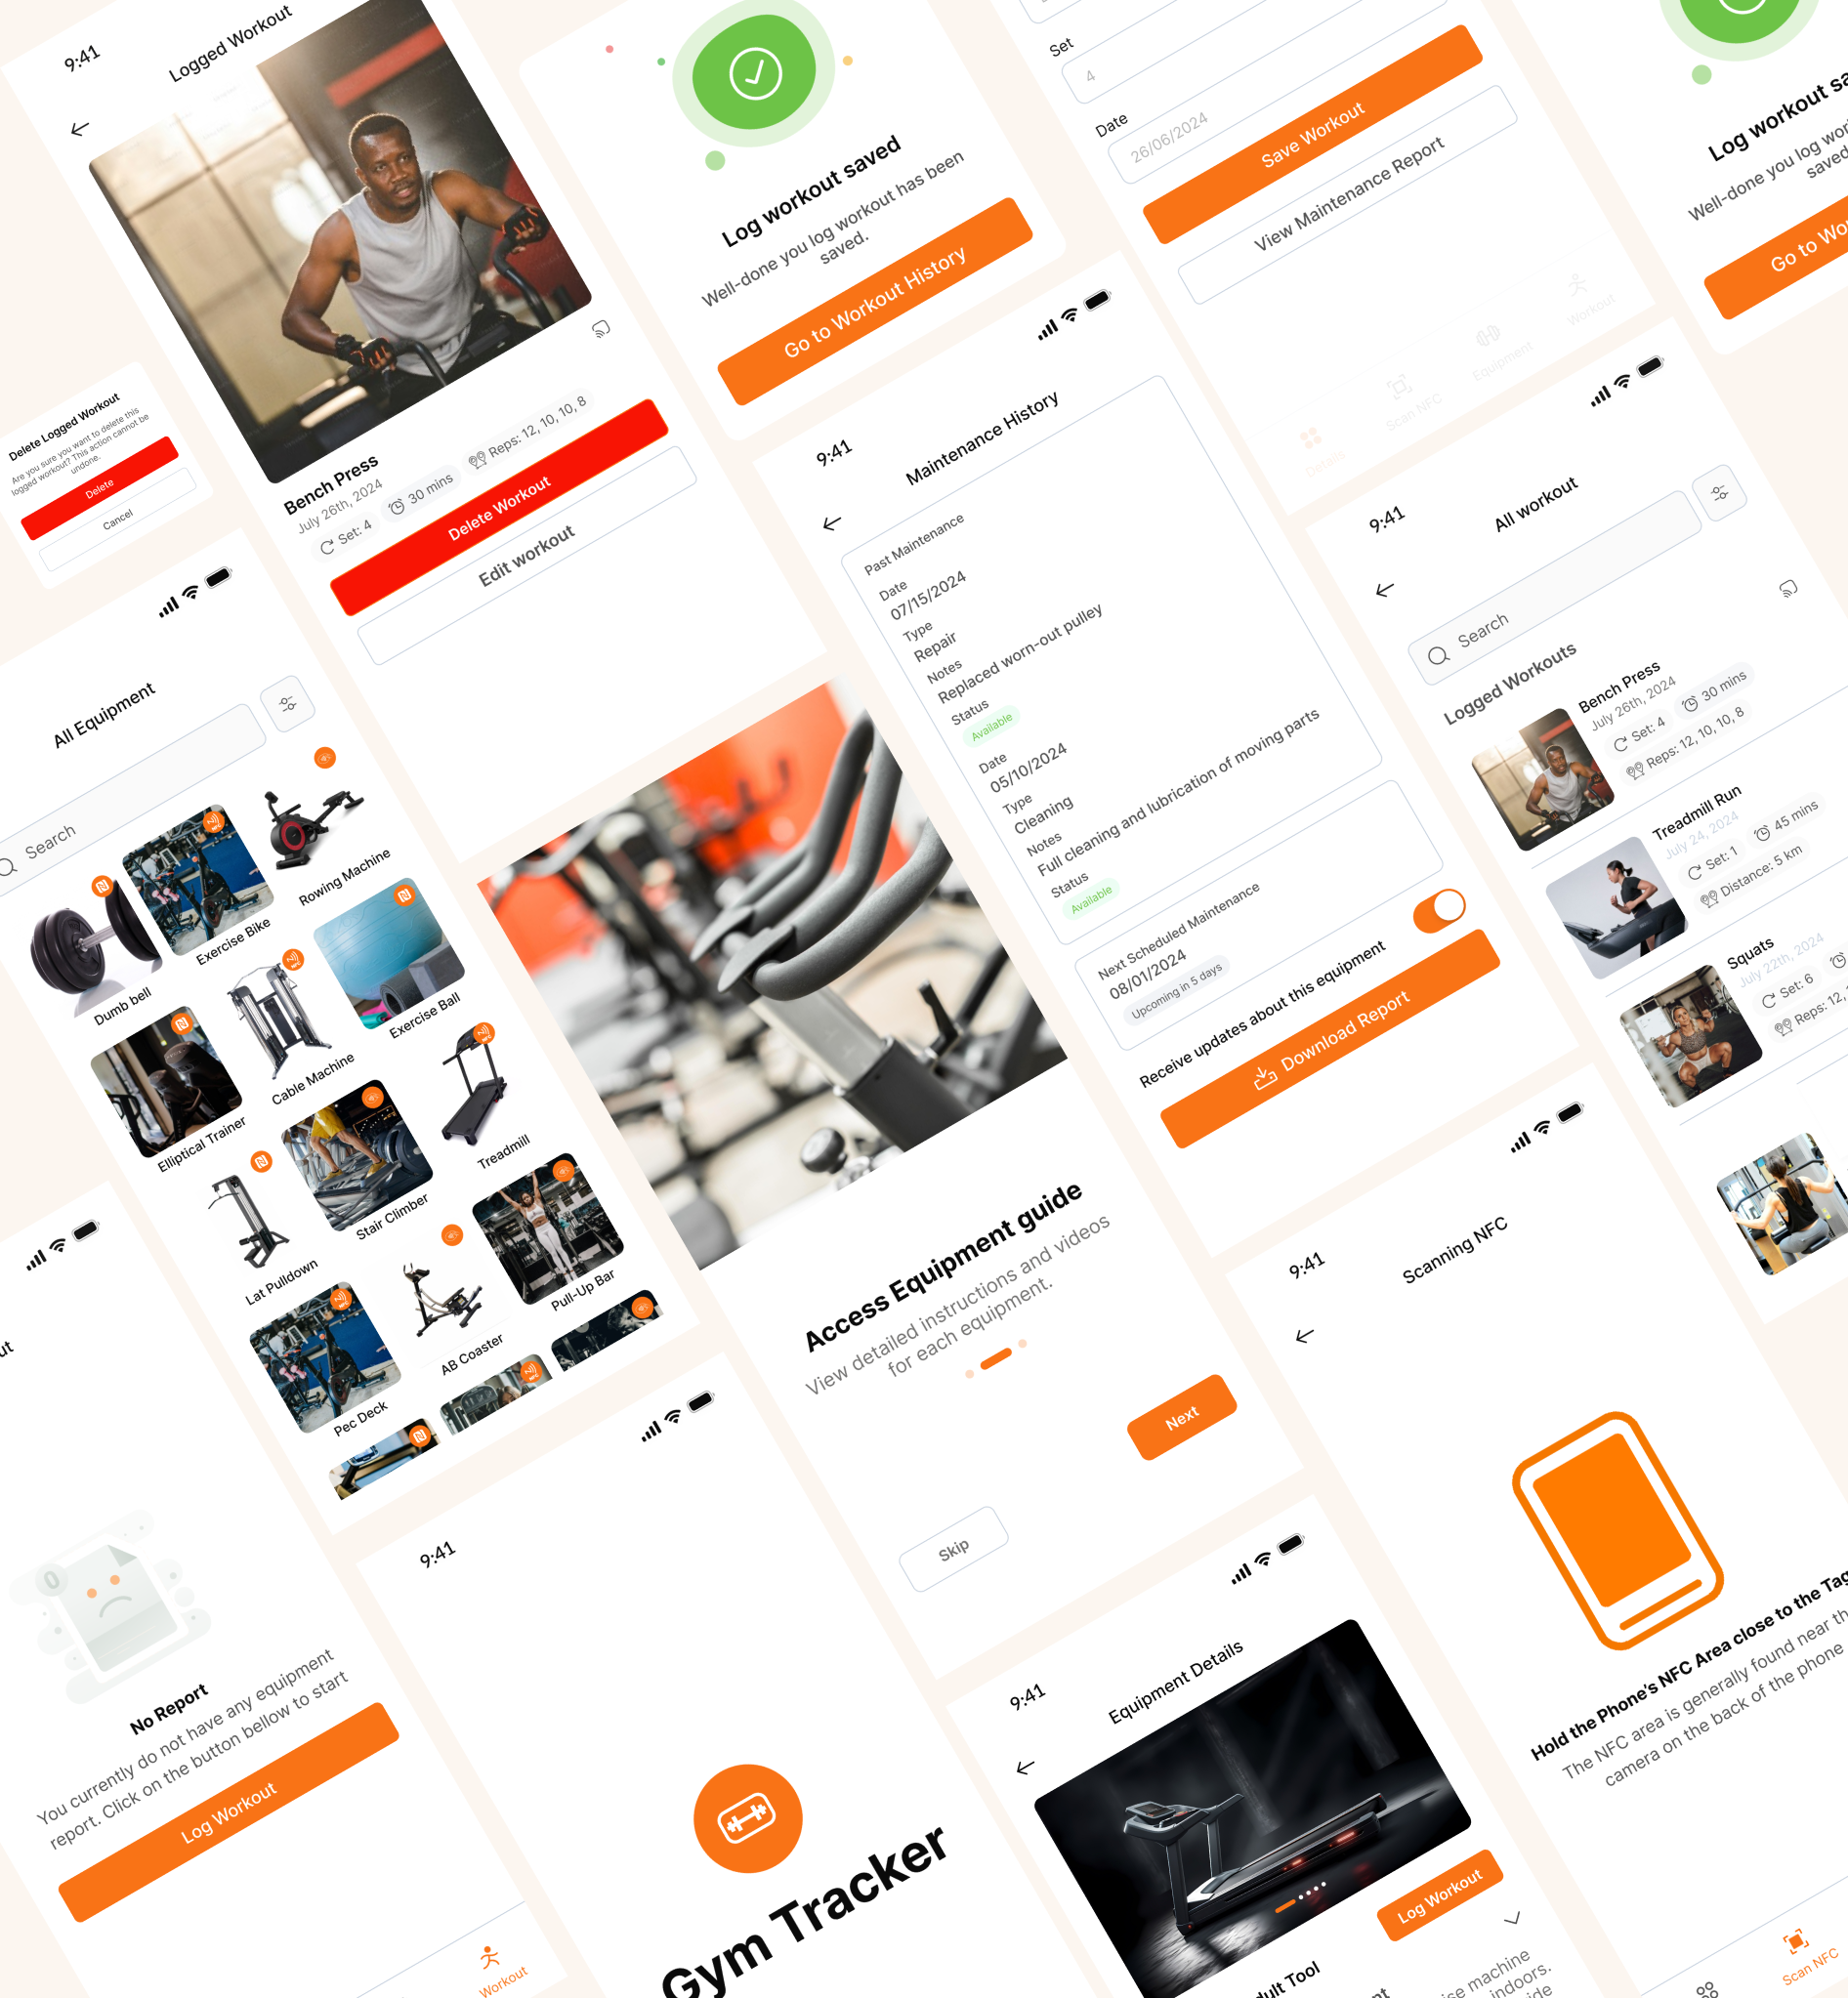 9:41
Logged Workout
Bench Press
July 26th, 2024
Set: 4
30 mins
Reps: 12, 10, 10, 8
Delete Workout
Edit workout
Delete Logged Workout
Are you sure you want to delete this
logged workout? This action cannot be
undone.
Delete
Cancel
Log workout saved
Well-done you log workout has been
saved.
Go to Workout History
Set
4
Date
26/06/2024
Save Workout
View Maintenance Report
Details
Scan NFC
Equipment
Workout
Log workout
Well-done you log
saved
Go to
All Equipment
Search
Dumb bell
Exercise Bike
Rowing Machine
Elliptical Trainer
Cable Machine
Exercise Ball
Lat Pulldown
Stair Climber
Treadmill
Pec Deck
AB Coaster
Pull-Up Bar
9:41
Maintenance History
Past Maintenance
Date
07/15/2024
Type
Repair
Notes
Replaced worn-out pulley
Status
Available
Date
05/10/2024
Type
Cleaning
Notes
Full cleaning and lubrication of moving parts
Status
Available
Next Scheduled Maintenance
08/01/2024
Upcoming in 5 days
Receive updates about this equipment
Download Report
9:41
All workout
Search
Logged Workouts
Bench Press
July 26th, 2024
Set: 4
30 mins
Reps: 12, 10, 10, 8
Treadmill Run
July 24, 2024
Set: 1
45 mins
Distance: 5 km
Squats
July 22th, 2024
Set: 6
Reps: 12,
Access Equipment guide
View detailed instructions and videos
for each equipment.
Next
Skip
9:41
Scanning NFC
Hold the Phone's NFC Area close to the Tag
The NFC area is generally found near
camera on the back of the phone
Scan NFC
No Report
You currently do not have any equipment
report. Click on the button bellow to start
Log Workout
Workout
9:41
Gym Tracker
9:41
Equipment Details
Log Workout
Tool
machine
indoors.